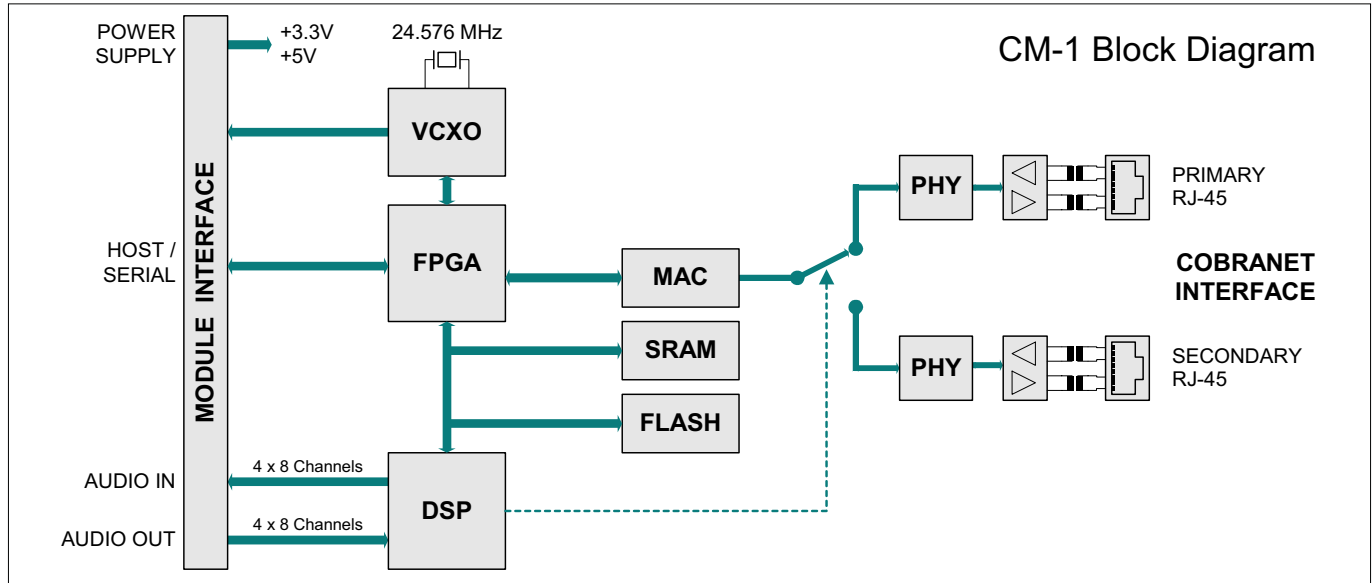 POWER
SUPPLY
+3.3V
+5V
24.576 MHz
CM-1 Block Diagram
MODULE INTERFACE
VCXO
PHY
PRIMARY
RJ-45
HOST /
SERIAL
FPGA
MAC
COBRANET
INTERFACE
SRAM
PHY
SECONDARY
RJ-45
FLASH
AUDIO IN
4 x 8 Channels
DSP
AUDIO OUT
4 x 8 Channels